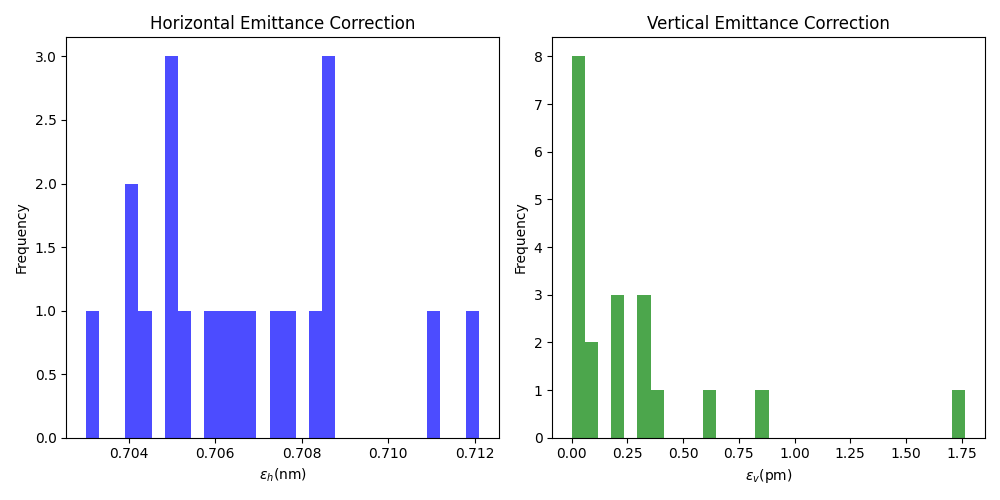 Horizontal Emittance Correction
Frequency
3.0
2.5
2.0
1.5
1.0
0.5
0.0
0.704 0.706 0.708 0.710 0.712
ε_h(nm)
Vertical Emittance Correction
Frequency
8
7
6
5
4
3
2
1
0
0.00 0.25 0.50 0.75 1.00 1.25 1.50 1.75
ε_v(pm)